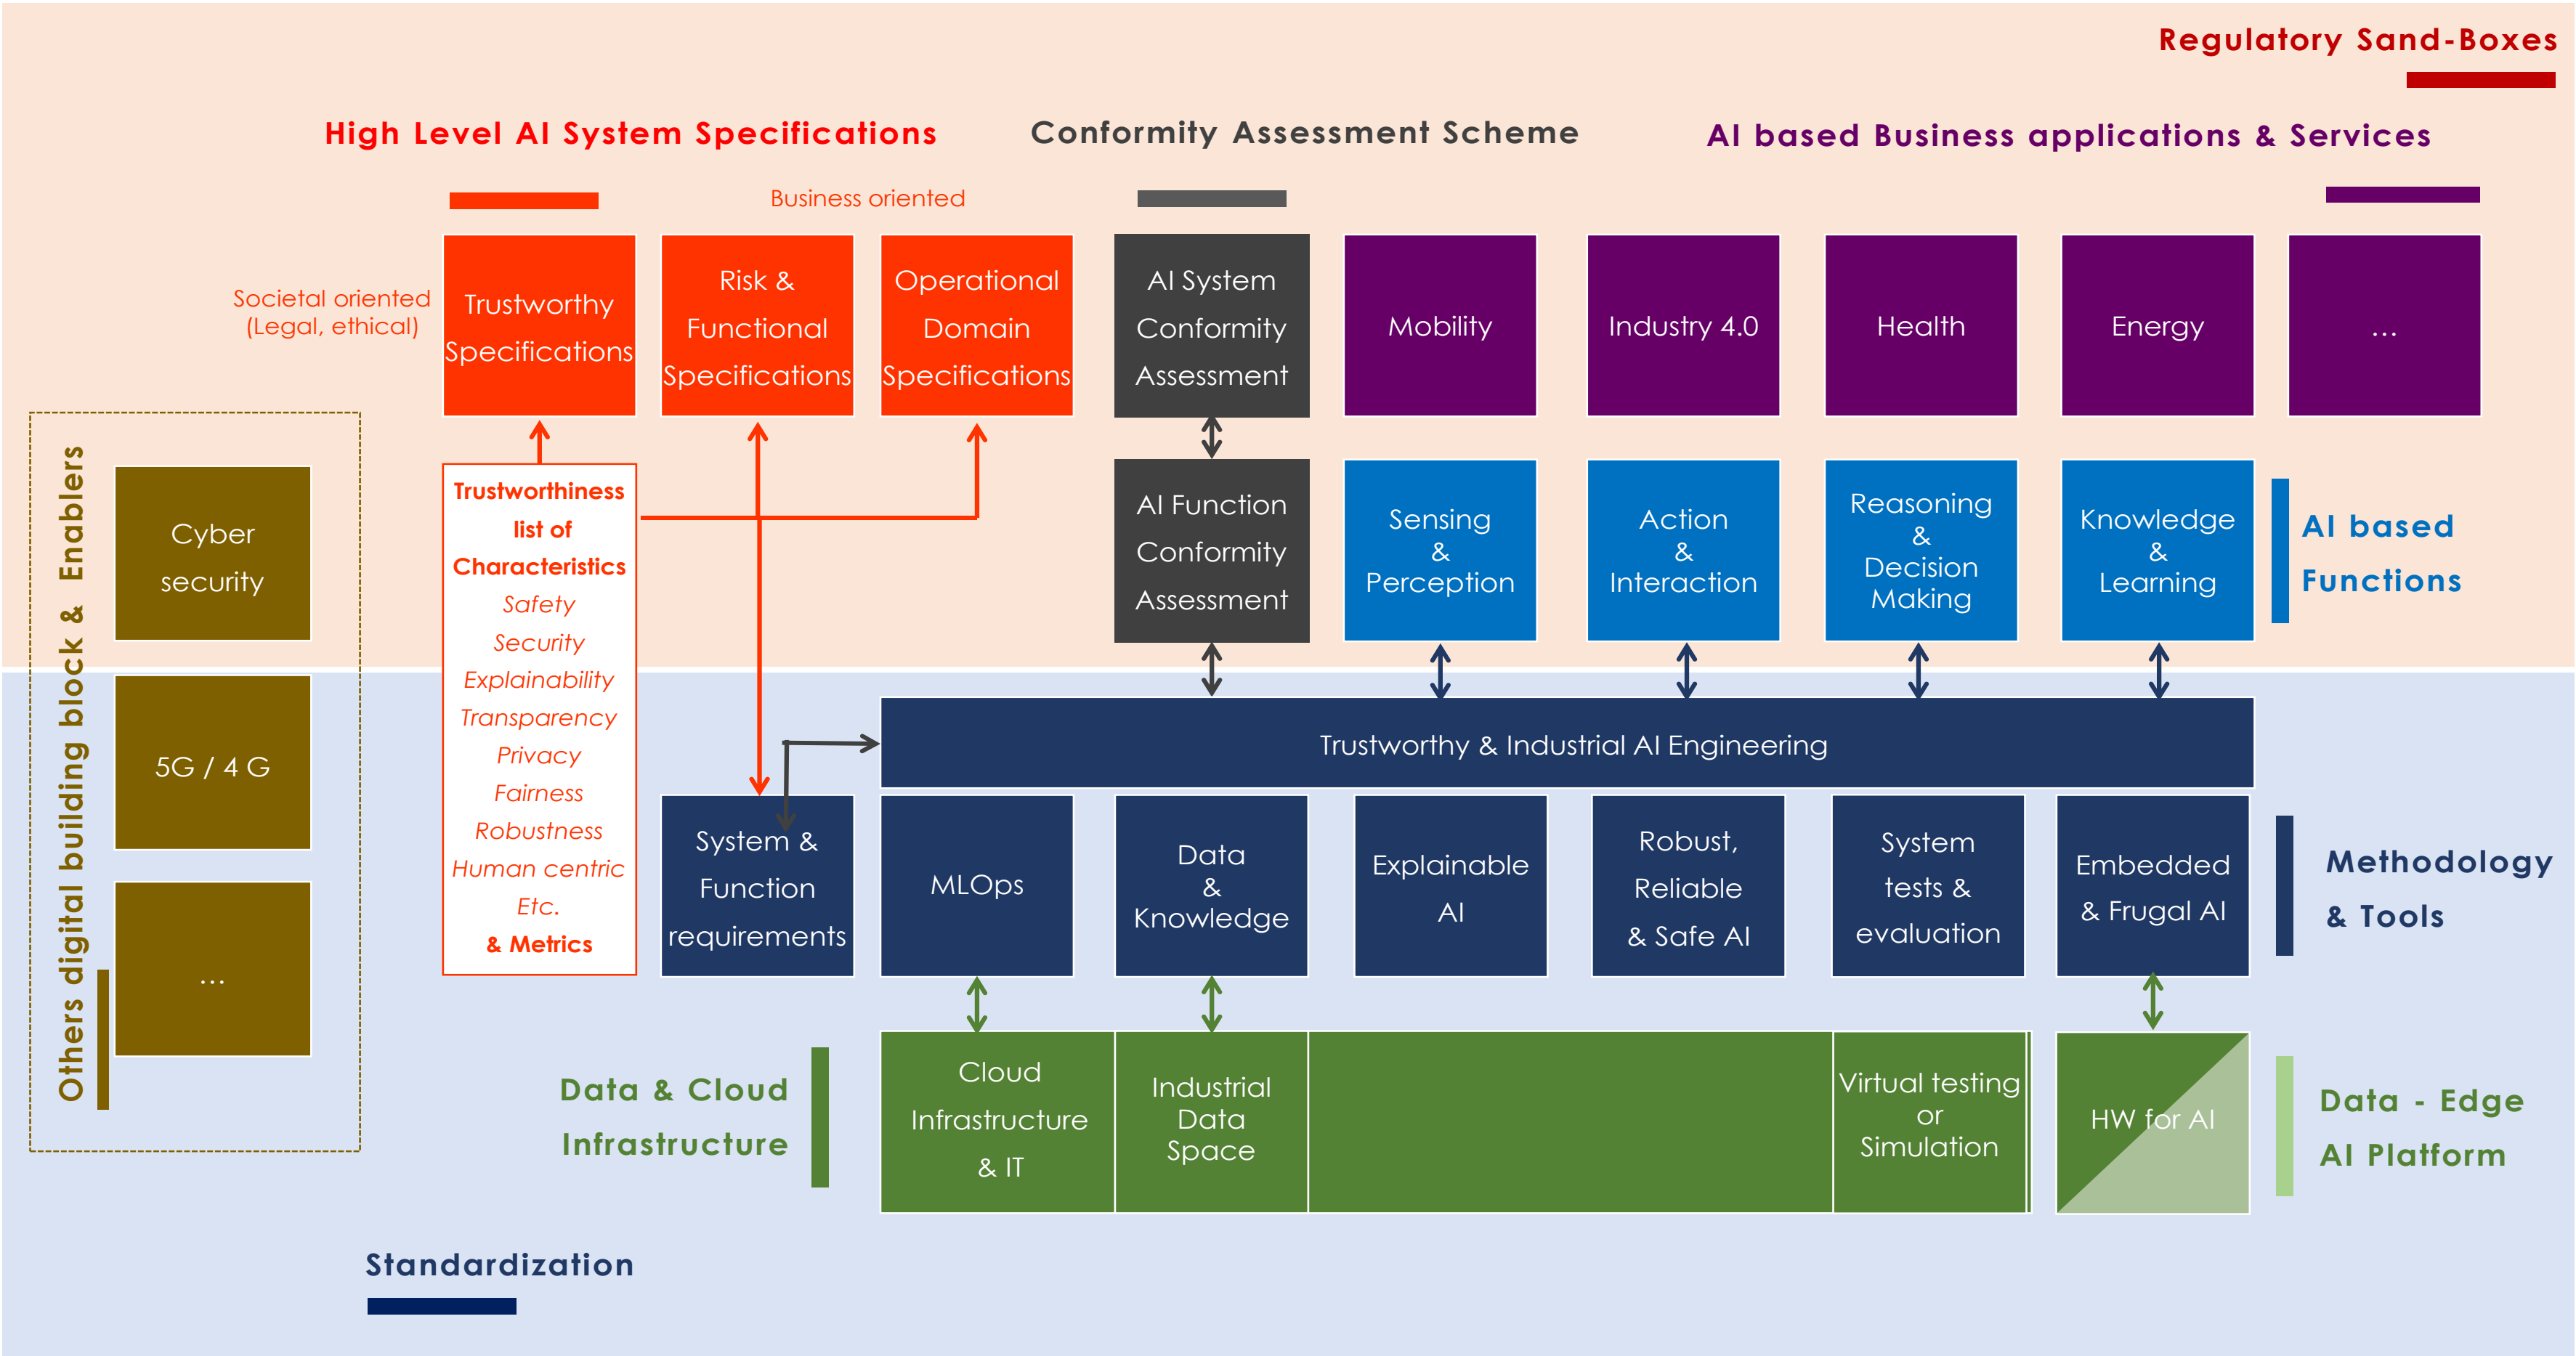 Regulatory Sand-Boxes
High Level AI System Specifications
Conformity Assessment Scheme
AI based Business applications & Services
Business oriented
Societal oriented
(Legal, ethical)
Trustworthy
Specifications
Risk &
Functional
Specifications
Operational
Domain
Specifications
AI System
Conformity
Assessment
Mobility
Industry 4.0
Health
Energy
...
Others digital building block & Enablers
Cyber
security
5G / 4 G
...
Trustworthiness
list of
Characteristics
Safety
Security
Explainability
Transparency
Privacy
Fairness
Robustness
Human centric
Etc.
& Metrics
AI Function
Conformity
Assessment
Sensing
&
Perception
Action
&
Interaction
Reasoning
&
Decision
Making
Knowledge
&
Learning
AI based
Functions
Trustworthy & Industrial AI Engineering
System &
Function
requirements
MLOps
Data
&
Knowledge
Explainable
AI
Robust,
Reliable
& Safe AI
System
tests &
evaluation
Embedded
& Frugal AI
Methodology
& Tools
Data & Cloud
Infrastructure
Cloud
Infrastructure
& IT
Industrial
Data
Space
Virtual testing
or
Simulation
HW for AI
Data - Edge
AI Platform
Standardization